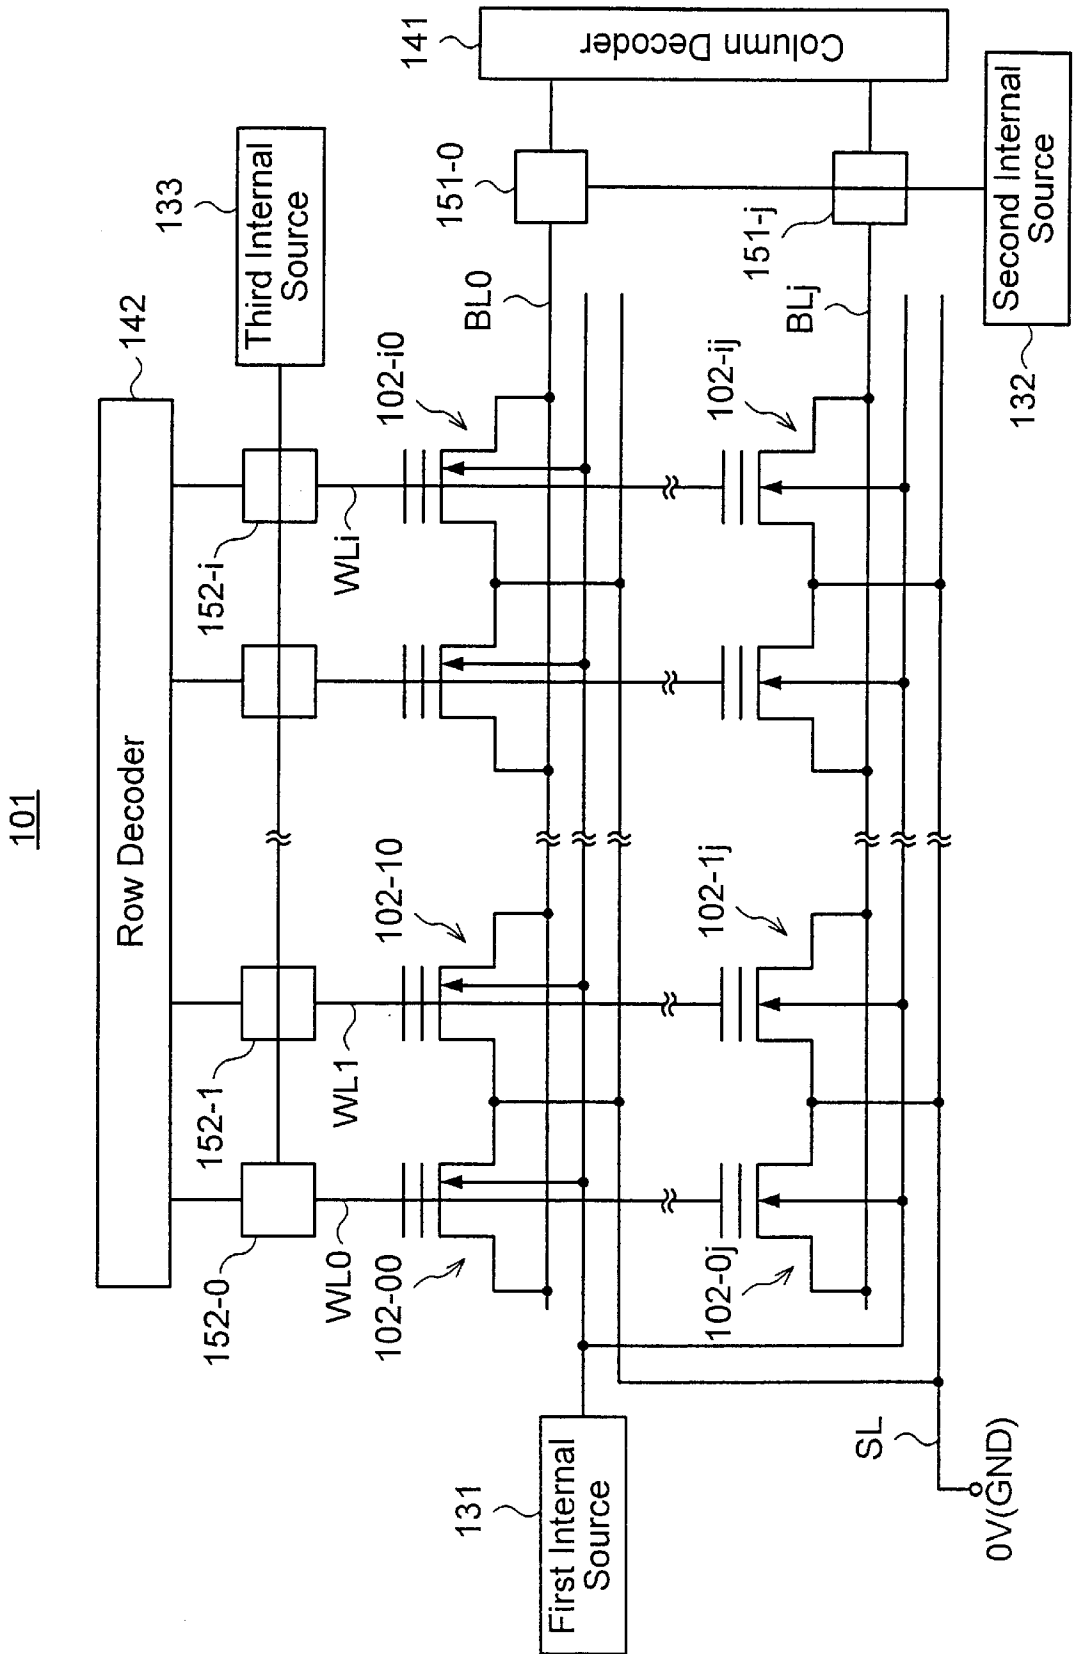 101
Row Decoder
142
Third Internal
Source
133
152-0
152-1
152-i
WL0
WL1
WLi
102-00
102-10
102-i0
BL0
151-0
141
Column Decoder
102-0j
102-1j
102-ij
BLj
151-j
First Internal
Source
131
SL
0V(GND)
132
Second Internal
Source